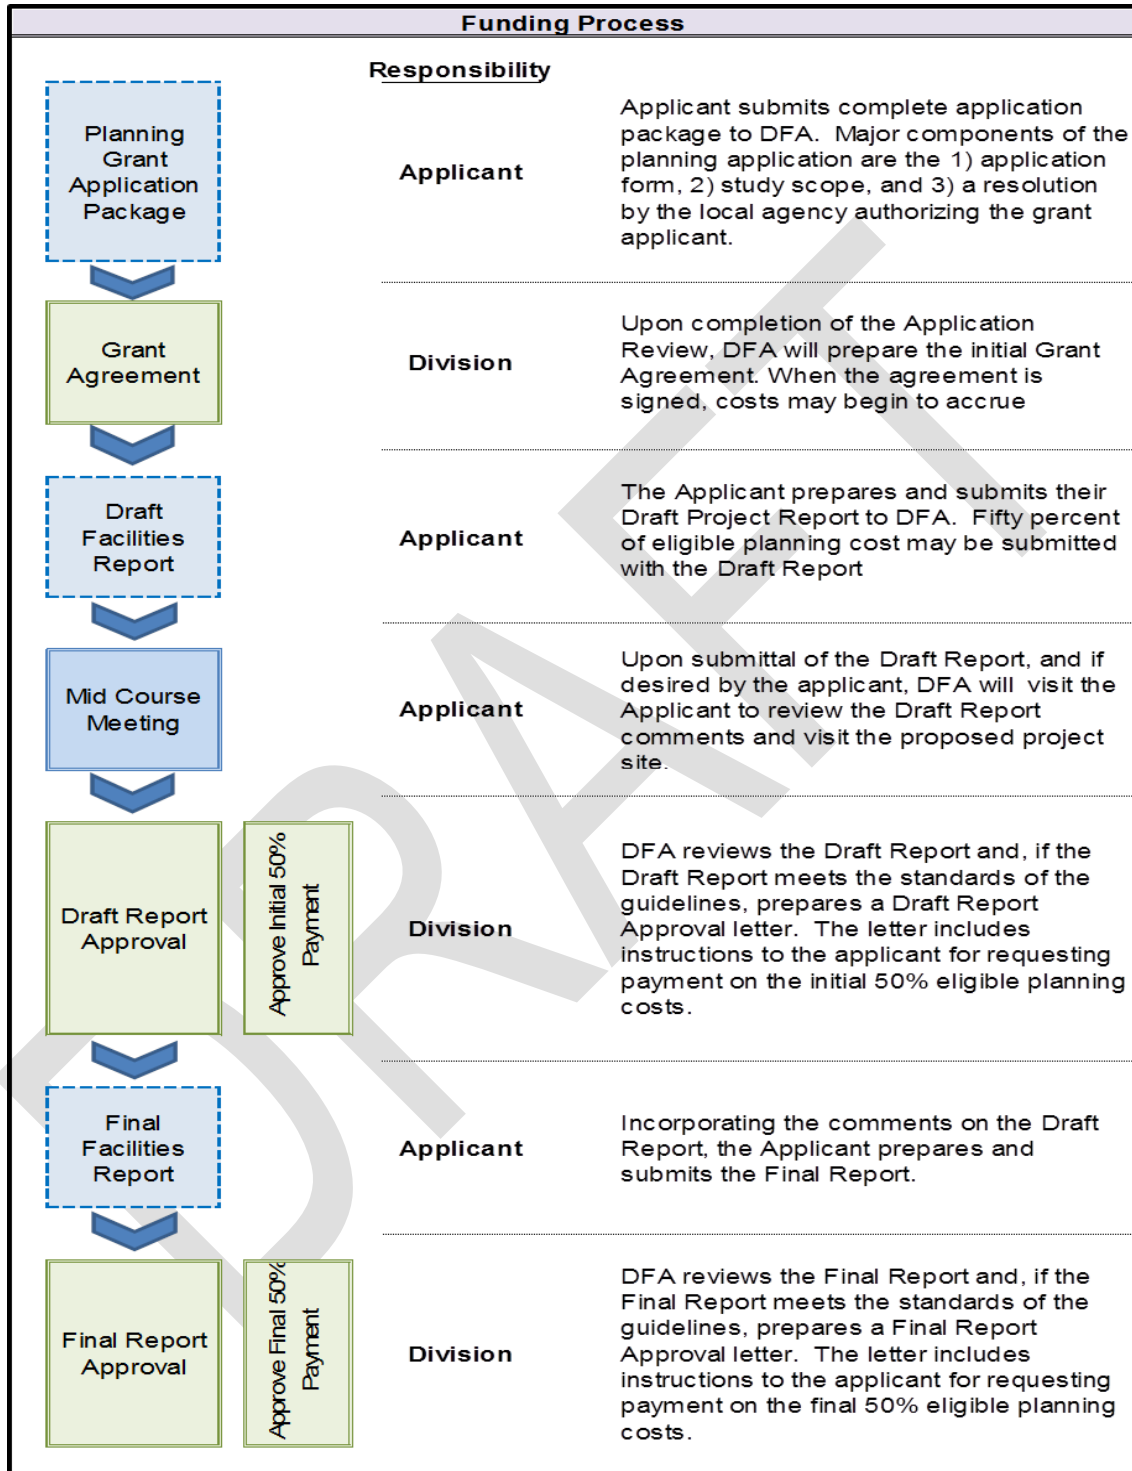 Funding Process
Responsibility
Planning
Grant
Application
Package
Applicant
Applicant submits complete application
package to DFA. Major components of the
planning application are the 1) application
form, 2) study scope, and 3) a resolution
by the local agency authorizing the grant
applicant.
Grant
Agreement
Division
Upon completion of the Application
Review, DFA will prepare the initial Grant
Agreement. When the agreement is
signed, costs may begin to accrue
Draft
Facilities
Report
Applicant
The Applicant prepares and submits their
Draft Project Report to DFA. Fifty percent
of eligible planning cost may be submitted
with the Draft Report
Mid Course
Meeting
Applicant
Upon submittal of the Draft Report, and if
desired by the applicant, DFA will visit the
Applicant to review the Draft Report
comments and visit the proposed project
site.
Draft Report
Approval
Approve Initial 50%
Payment
Division
DFA reviews the Draft Report and, if the
Draft Report meets the standards of the
guidelines, prepares a Draft Report
Approval letter. The letter includes
instructions to the applicant for requesting
payment on the initial 50% eligible planning
costs.
Final
Facilities
Report
Applicant
Incorporating the comments on the Draft
Report, the Applicant prepares and
submits the Final Report.
Final Report
Approval
Approve Final 50%
Payment
Division
DFA reviews the Final Report and, if the
Final Report meets the standards of the
guidelines, prepares a Final Report
Approval letter. The letter includes
instructions to the applicant for requesting
payment on the final 50% eligible planning
costs.
DRAFT